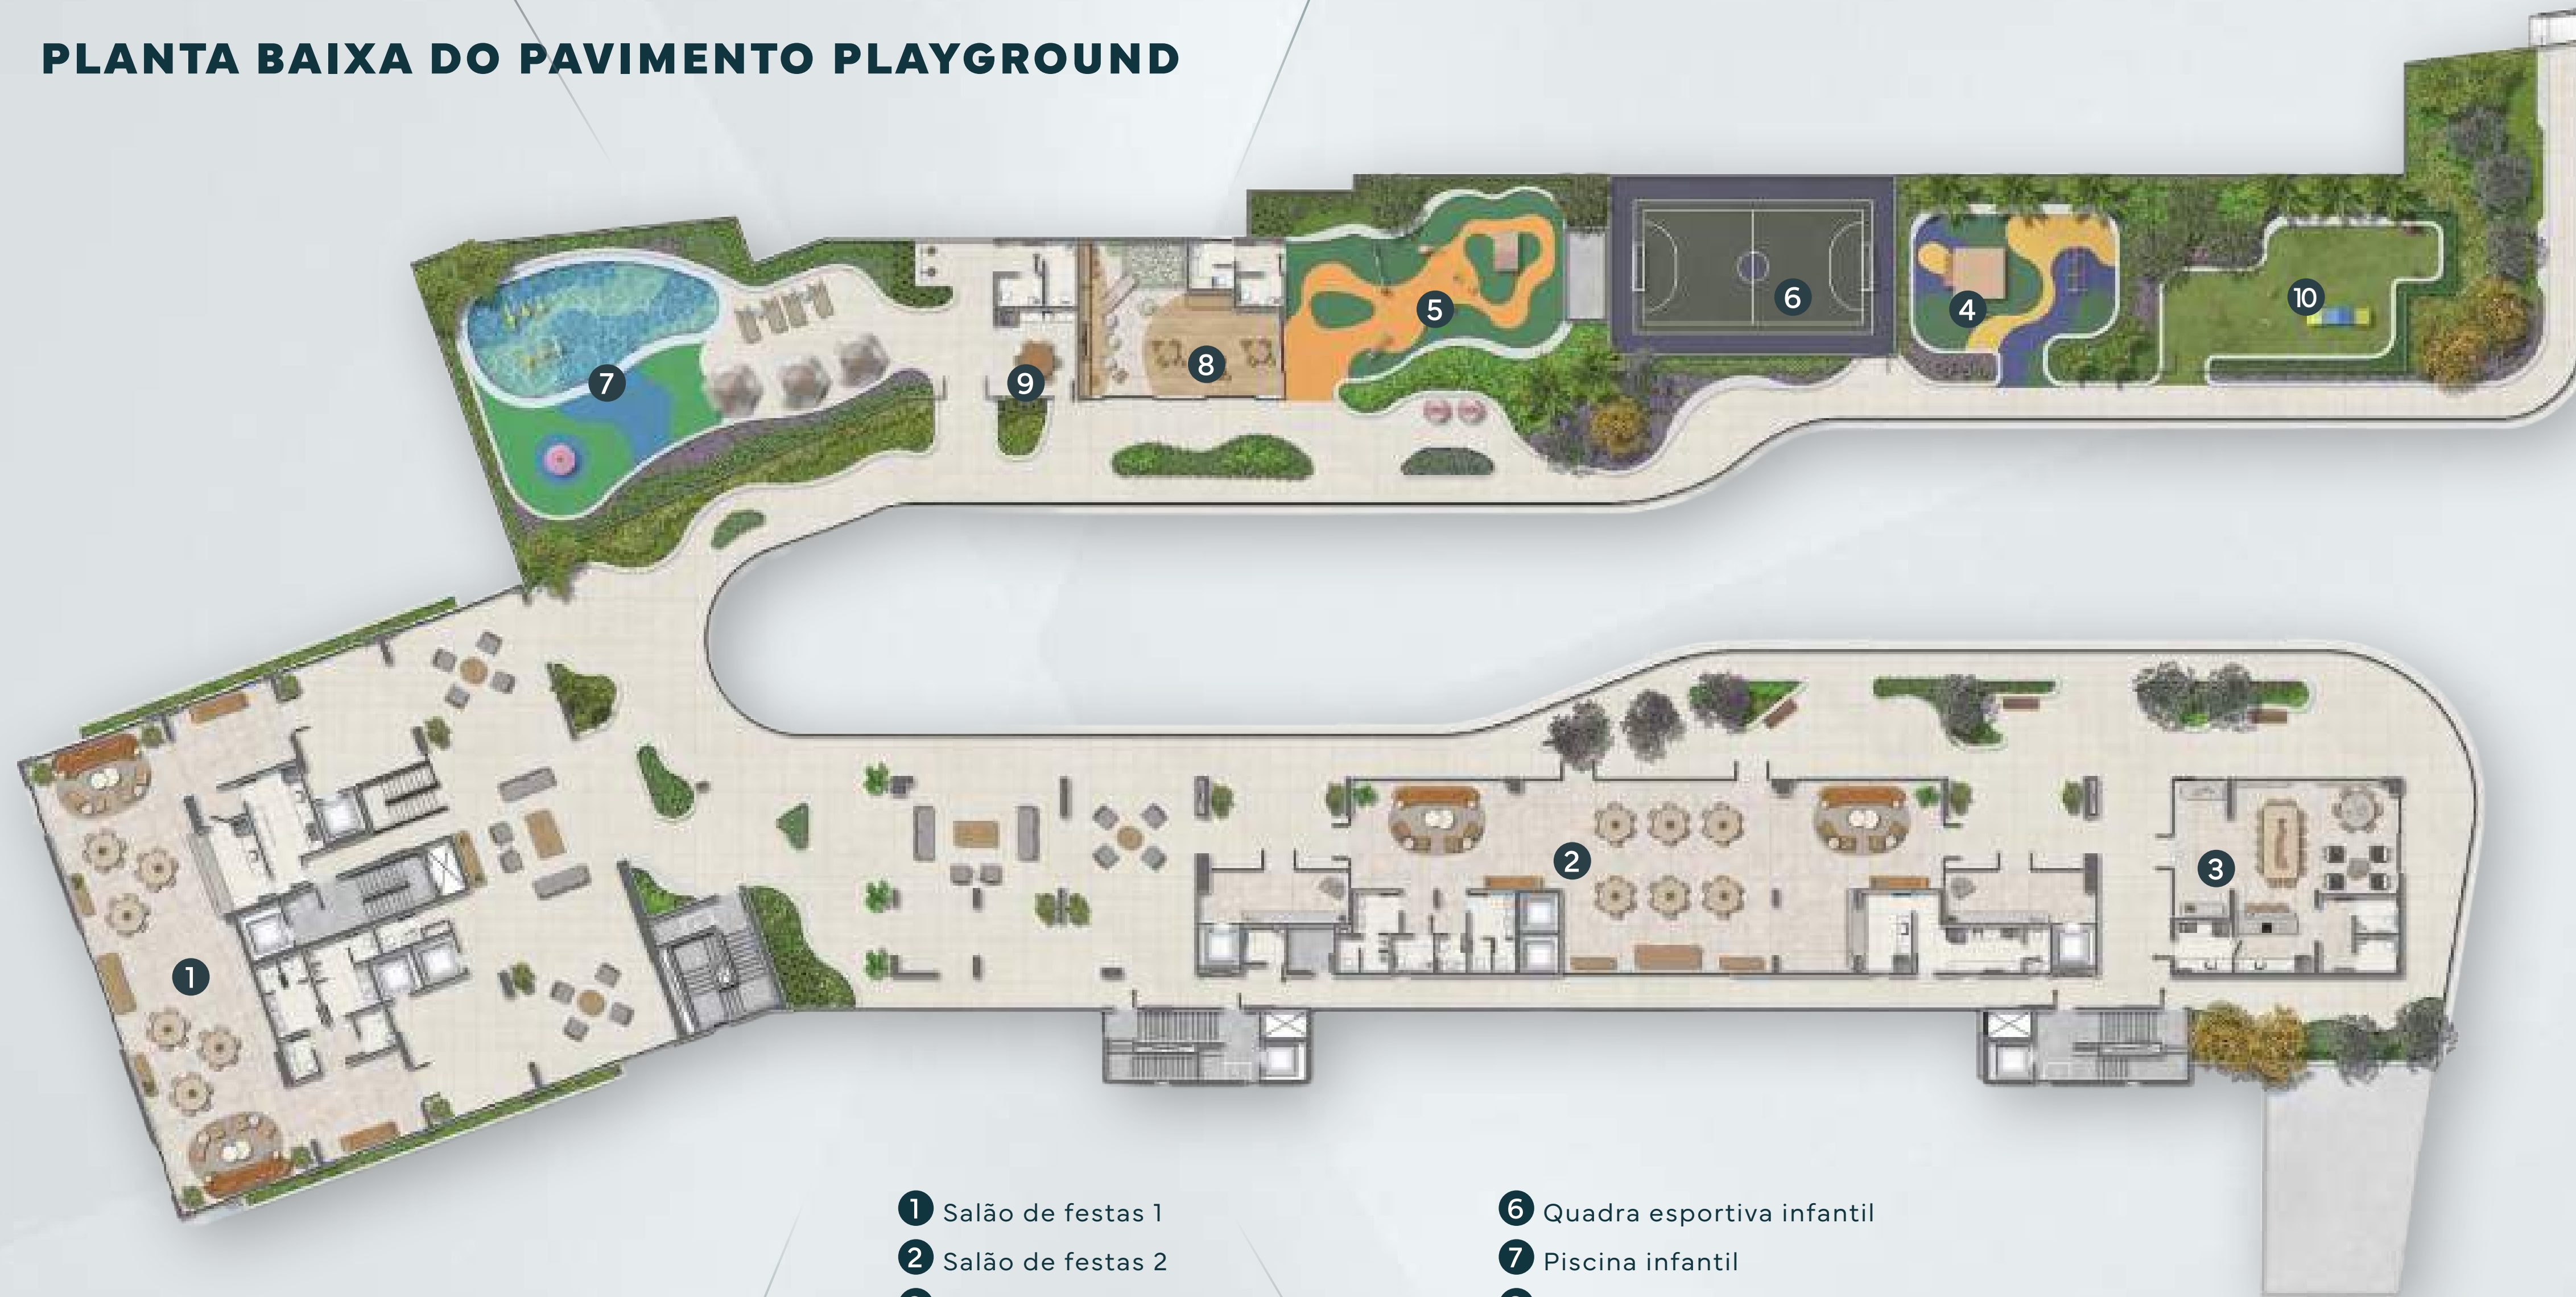 PLANTA BAIXA DO PAVIMENTO PLAYGROUND
5
6
4
10
7
9
8
2
3
1
1 Salão de festas 1
2 Salão de festas 2
6 Quadra esportiva infantil
7 Piscina infantil